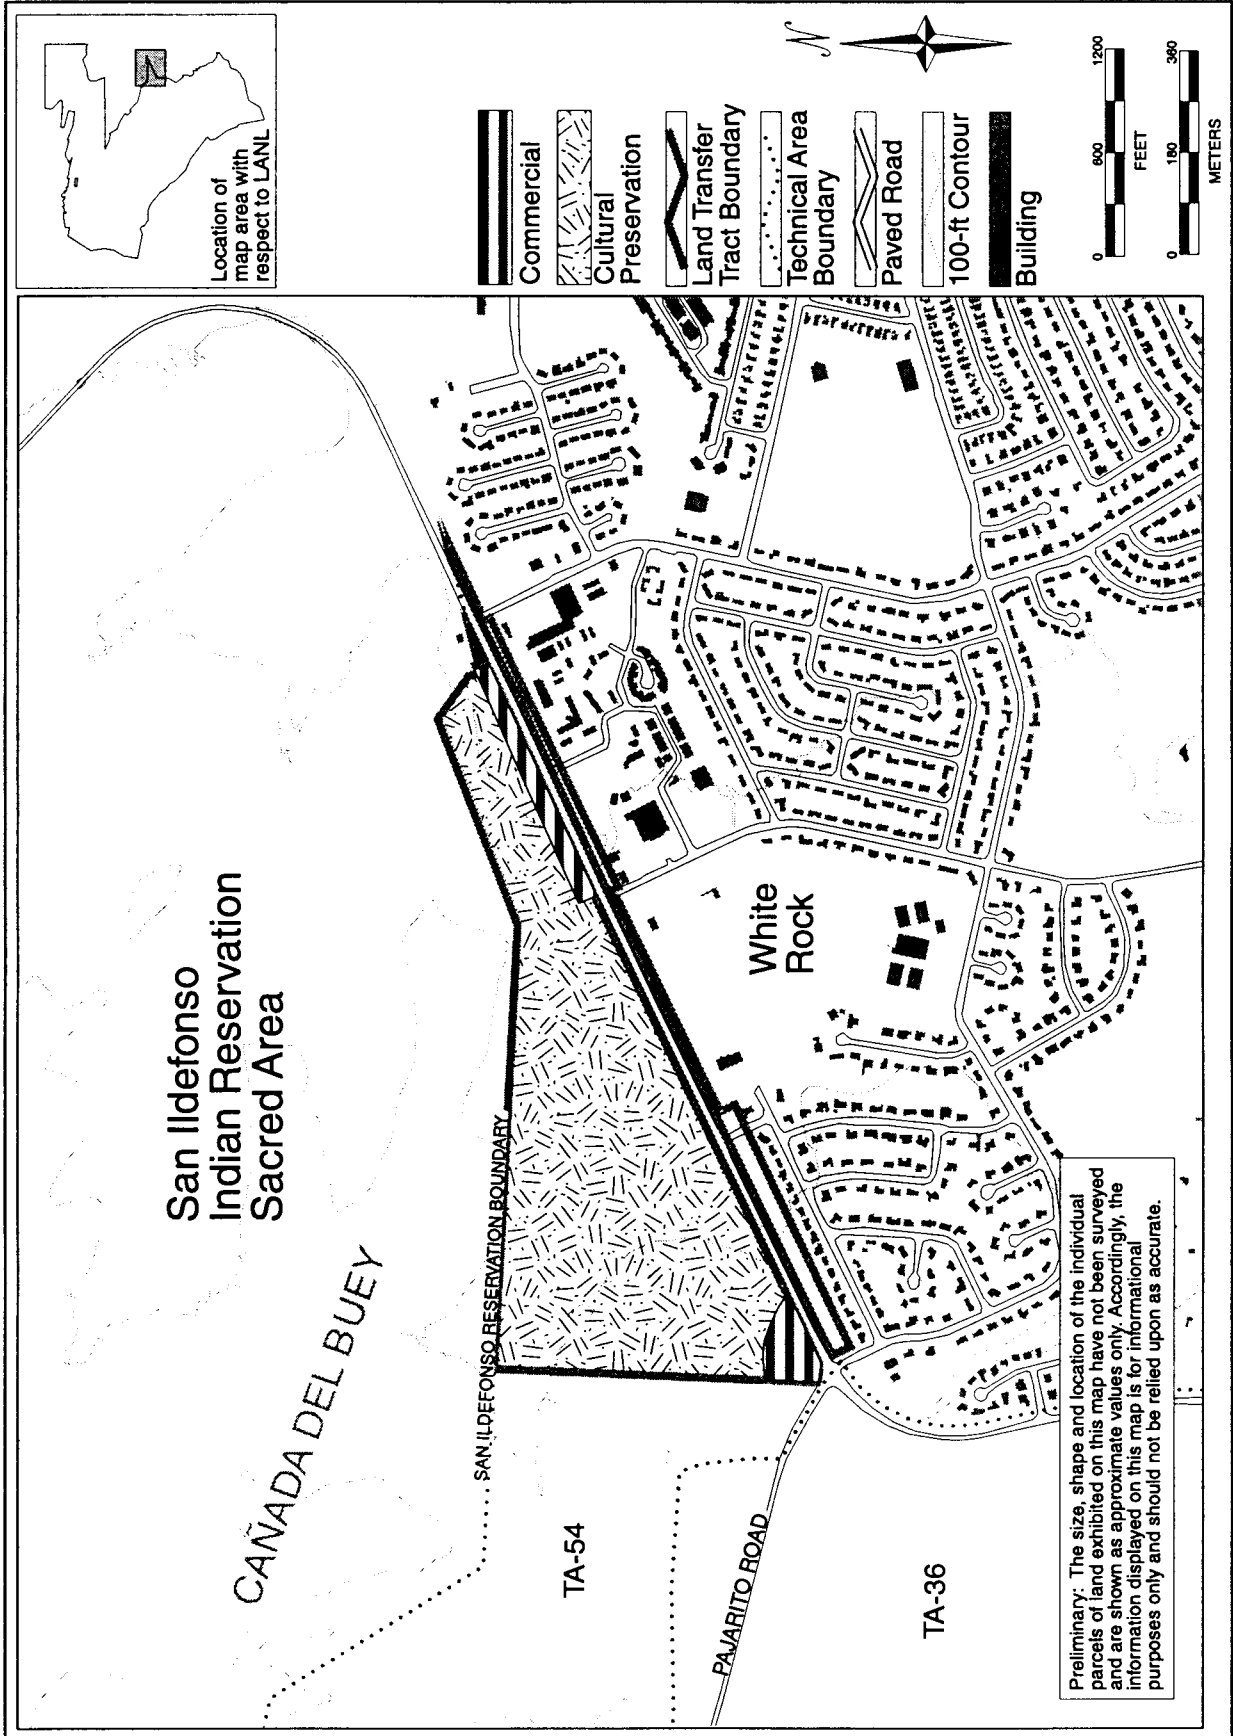 San Ildefonso
Indian Reservation
Sacred Area
CAÑADA DEL BUEY
SAN ILDEFONSO RESERVATION BOUNDARY
TA-54
PAJARITO ROAD
TA-36
White
Rock
Preliminary: The size, shape and location of the individual
parcels of land exhibited on this map have not been surveyed
and are shown as approximate values only. Accordingly, the
information displayed on this map is for informational
purposes only and should not be relied upon as accurate.
Location of
map area with
respect to LANL
Commercial
Cultural
Preservation
Land Transfer
Tract Boundary
Technical Area
Boundary
Paved Road
100-ft Contour
Building
N
0 600 1200
FEET
0 180 360
METERS